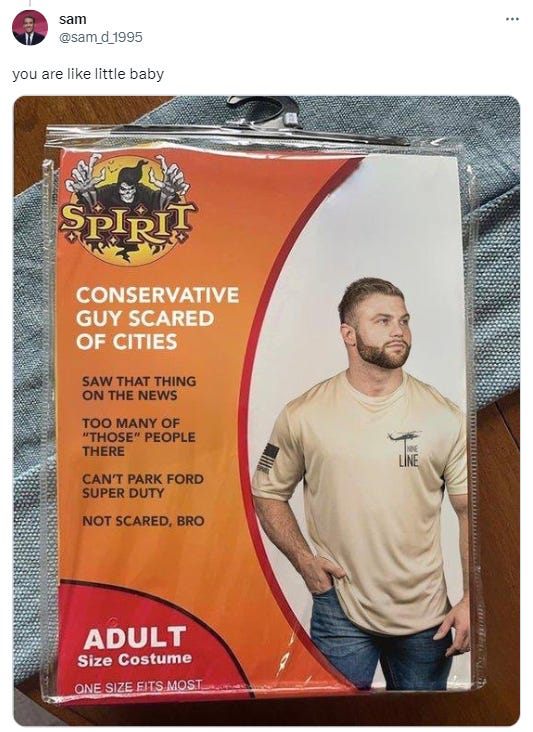 sam
@sam_d_1995
you are like little baby
SPIRIT
CONSERVATIVE
GUY SCARED
OF CITIES
SAW THAT THING
ON THE NEWS
TOO MANY OF
"THOSE" PEOPLE
THERE
CAN'T PARK FORD
SUPER DUTY
NOT SCARED, BRO
NINE
LINE
ADULT
Size Costume
ONE SIZE FITS MOST